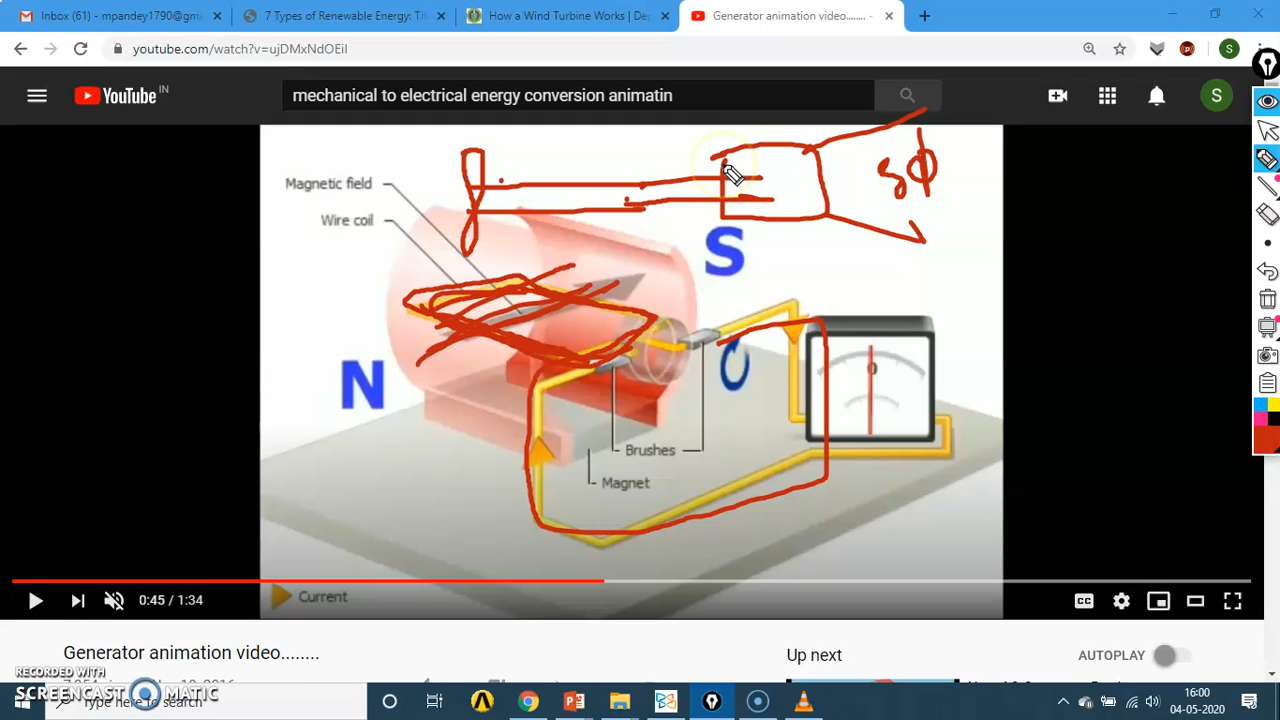 Inbox (61) - mpandey1790@gm
7 Types of Renewable Energy: Th
How a Wind Turbine Works | Dep
Generator animation video........ -
youtube.com/watch?v=ujDMxNdOEiI
S
YouTube IN
mechanical to electrical energy conversion animatin
S
Magnetic field
Wire coil
S
N
0
Brushes
Magnet
Current
0:45 / 1:34
CC
Generator animation video........
Up next
AUTOPLAY
RECORDED WITH
SCREENCAST MATIC
Type here to search
16:00
04-05-2020